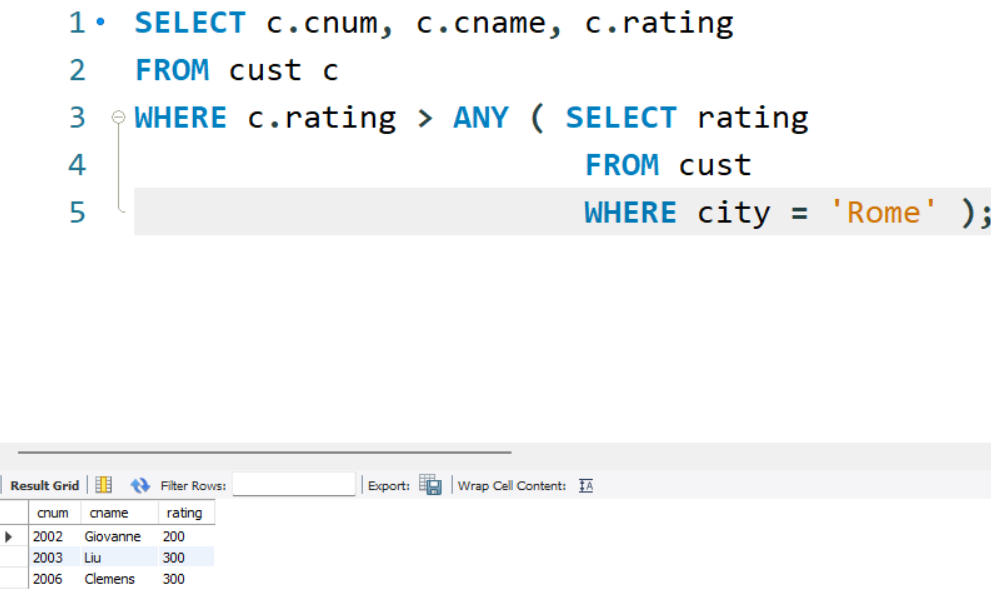 1 SELECT c.cnum, c.cname, c.rating
2 FROM cust c
3 WHERE c.rating > ANY ( SELECT rating
4 FROM cust
5 WHERE city = 'Rome' );
Result Grid Filter Rows: Export: Wrap Cell Content: IA
cnum cname rating
2002 Giovanne 200
2003 Liu 300
2006 Clemens 300